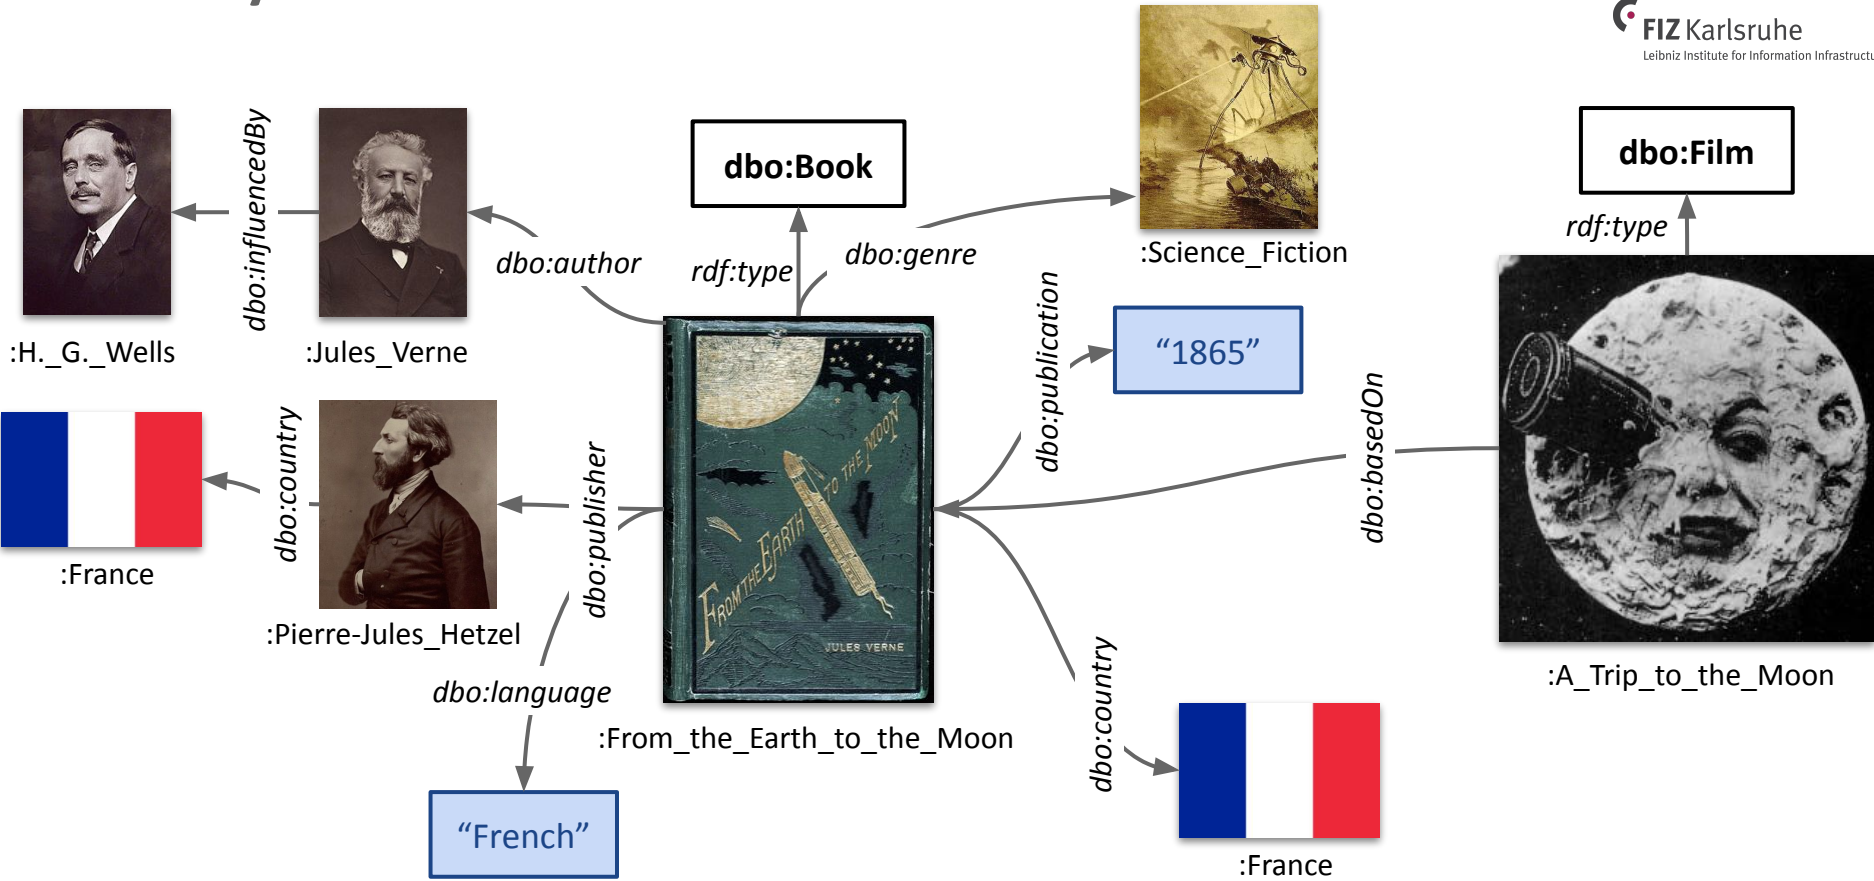 FIZ Karlsruhe
Leibniz Institute for Information
dbo:influencedBy
dbo:Book
dbo:Film
dbo:author
rdf:type
dbo:genre
:Science_Fiction
rdf:type
:H._G._Wells
:Jules_Verne
dbo:publication
“1865”
dbo:basedOn
dbo:country
dbo:publisher
FROM THE EARTH TO THE MOON
JULES VERNE
:France
:Pierre-Jules_Hetzel
dbo:language
:From_the_Earth_to_the_Moon
dbo:country
:A_Trip_to_the_Moon
“French”
:France